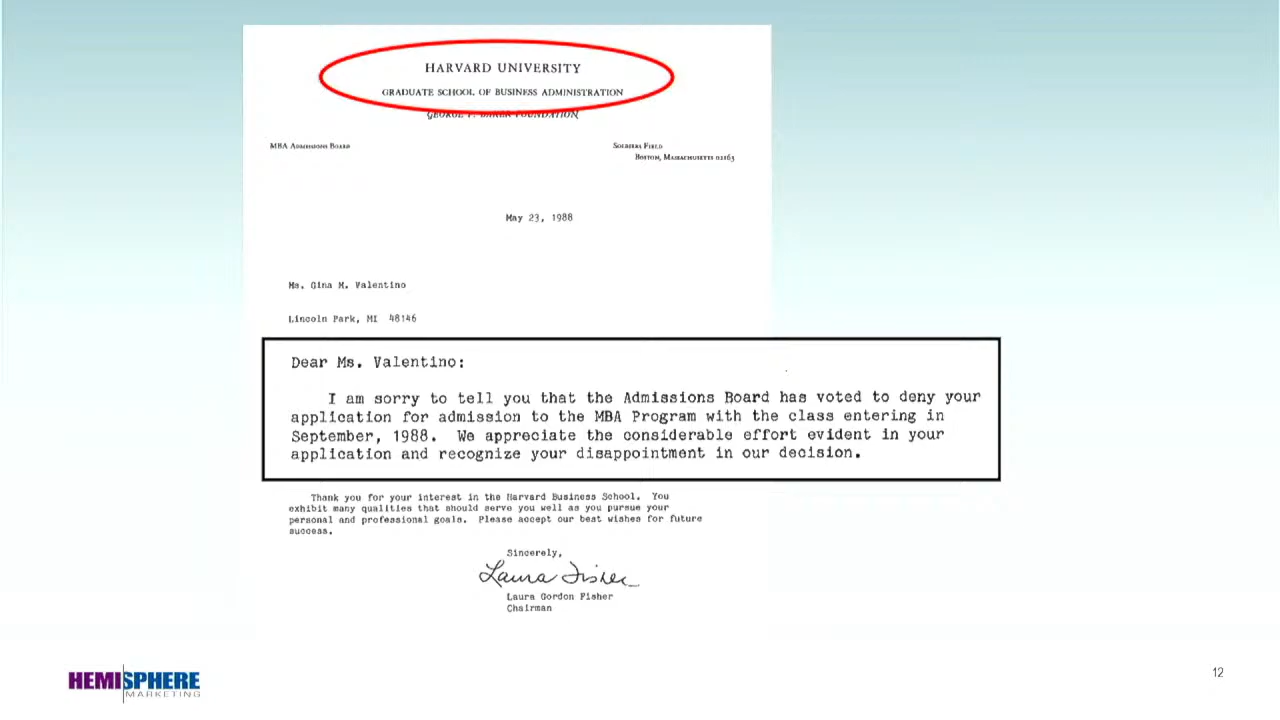 HARVARD UNIVERSITY
GRADUATE SCHOOL OF BUSINESS ADMINISTRATION
GEORGE F. BAKER FOUNDATION
MBA Admissions Board
Soldiers Field
Boston, Massachusetts 02163
May 23, 1988
Ms. Gina M. Valentino
Lincoln Park, MI 48146
Dear Ms. Valentino:
I am sorry to tell you that the Admissions Board has voted to deny your
application for admission to the MBA Program with the class entering in
September, 1988. We appreciate the considerable effort evident in your
application and recognize your disappointment in our decision.
Thank you for your interest in the Harvard Business School. You
exhibit many qualities that should serve you well as you pursue your
personal and professional goals. Please accept our best wishes for future
success.
Sincerely,
Laura Fisher
Laura Gordon Fisher
Chairman
HEMISPHERE
MARKETING
12